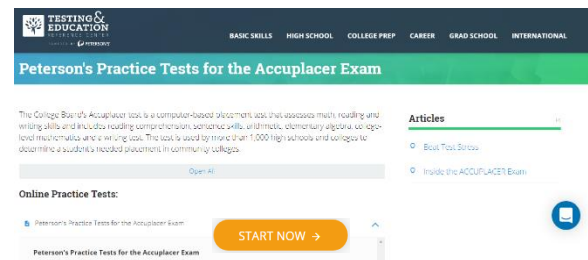 TESTING &
EDUCATION
REFERENCE CENTER
PETERSON'S
BASIC SKILLS HIGH SCHOOL COLLEGE PREP CAREER GRAD SCHOOL INTERNATIONAL
Peterson's Practice Tests for the Accuplacer Exam
The College Board's Accuplacer test is a computer-based placement test that assesses math, reading and
writing skills and includes reading comprehension, sentence skills, arithmetic, elementary algebra, college-
level mathematics and a writing test. The test is used by more than 1,000 high schools and colleges to
determine a student's needed placement in community colleges.
Open All
Online Practice Tests:
Peterson's Practice Tests for the Accuplacer Exam
START NOW →
Peterson's Practice Tests for the Accuplacer Exam
Articles
Beat Test Stress
Inside the ACCUPLACER Exam